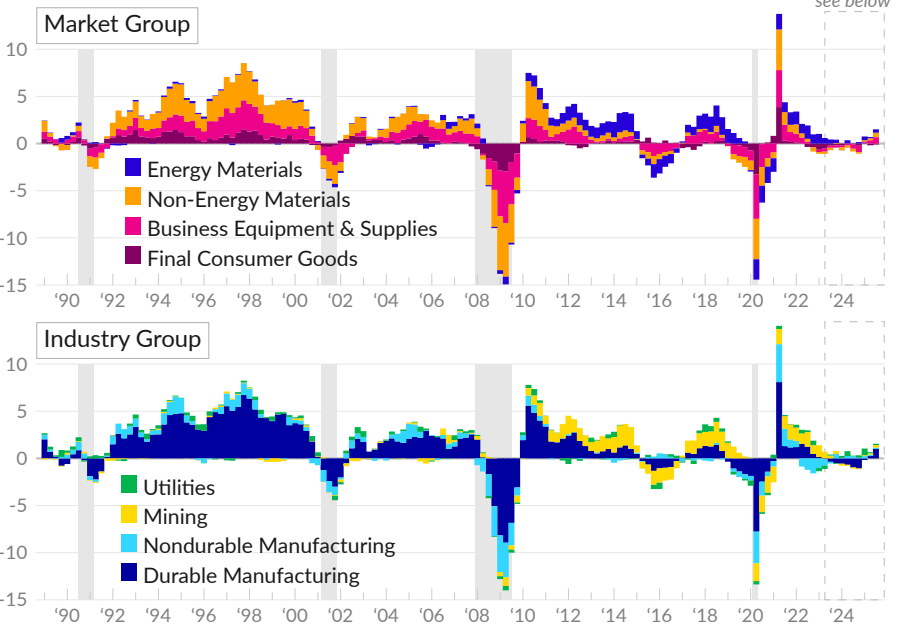 see below
Market Group
10
5
0
-5
-10
-15
Energy Materials
Non-Energy Materials
Business Equipment & Supplies
Final Consumer Goods
‘90 ‘92 ‘94 ‘96 ‘98 ‘00 ‘02 ‘04 ‘06 ‘08 ‘10 ‘12 ‘14 ‘16 ‘18 ‘20 ‘22 ‘24
Industry Group
10
5
0
-5
-10
-15
Utilities
Mining
Nondurable Manufacturing
Durable Manufacturing
‘90 ‘92 ‘94 ‘96 ‘98 ‘00 ‘02 ‘04 ‘06 ‘08 ‘10 ‘12 ‘14 ‘16 ‘18 ‘20 ‘22 ‘24